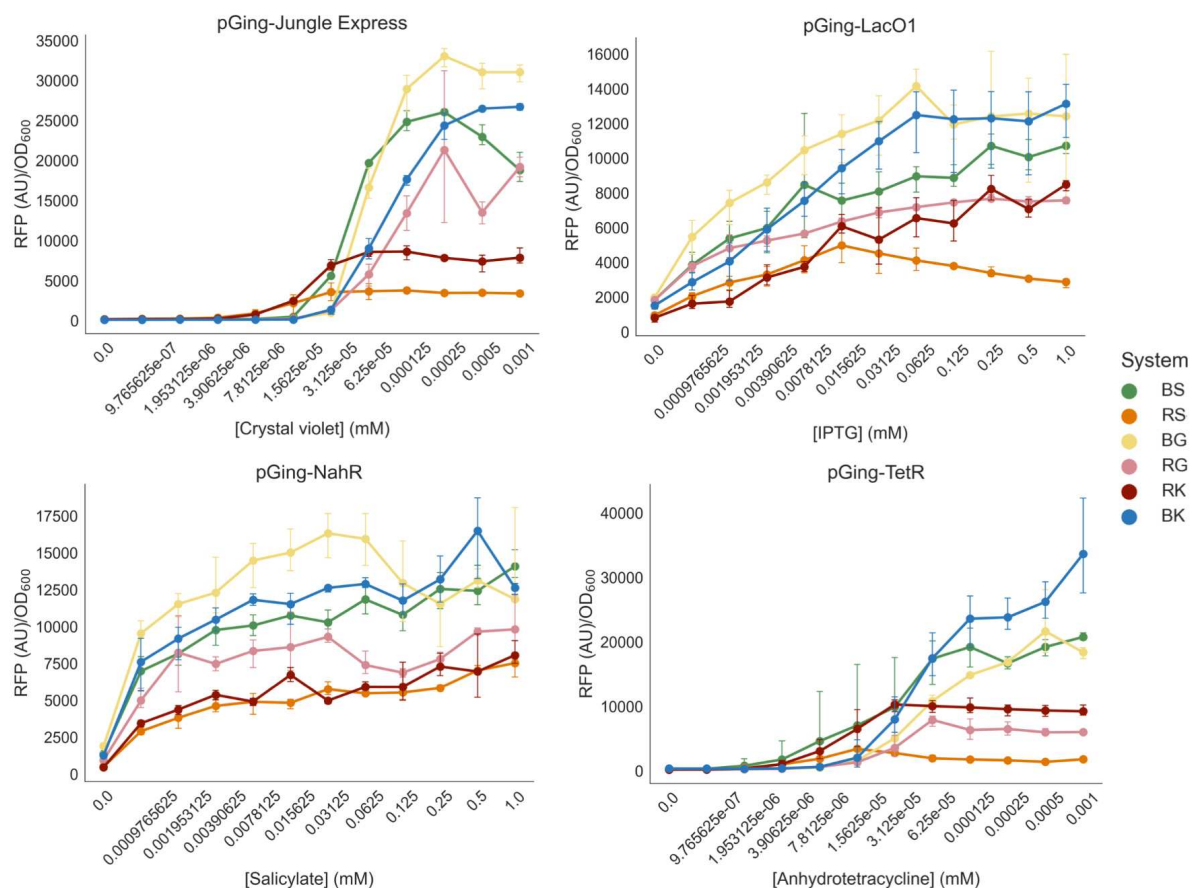 pGing-Jungle Express
35000
30000
25000
20000
15000
10000
5000
0
RFP (AU)/OD600
0.0
9.765625e-07
1.953125e-06
3.90625e-06
7.8125e-06
1.5625e-05
3.125e-05
6.25e-05
0.000125
0.00025
0.0005
0.001
[Crystal violet] (mM)
pGing-LacO1
16000
14000
12000
10000
8000
6000
4000
2000
0
RFP (AU)/OD600
0.0
0.0009765625
0.001953125
0.00390625
0.0078125
0.015625
0.03125
0.0625
0.125
0.25
0.5
1.0
[IPTG] (mM)
System
BS
RS
BG
RG
RK
BK
pGing-NahR
17500
15000
12500
10000
7500
5000
2500
0
RFP (AU)/OD600
0.0
0.0009765625
0.001953125
0.00390625
0.0078125
0.015625
0.03125
0.0625
0.125
0.25
0.5
1.0
[Salicylate] (mM)
pGing-TetR
40000
30000
20000
10000
0
RFP (AU)/OD600
0.0
9.765625e-07
1.953125e-06
3.90625e-06
7.8125e-06
1.5625e-05
3.125e-05
6.25e-05
0.000125
0.00025
0.0005
0.001
[Anhydrotetracycline] (mM)